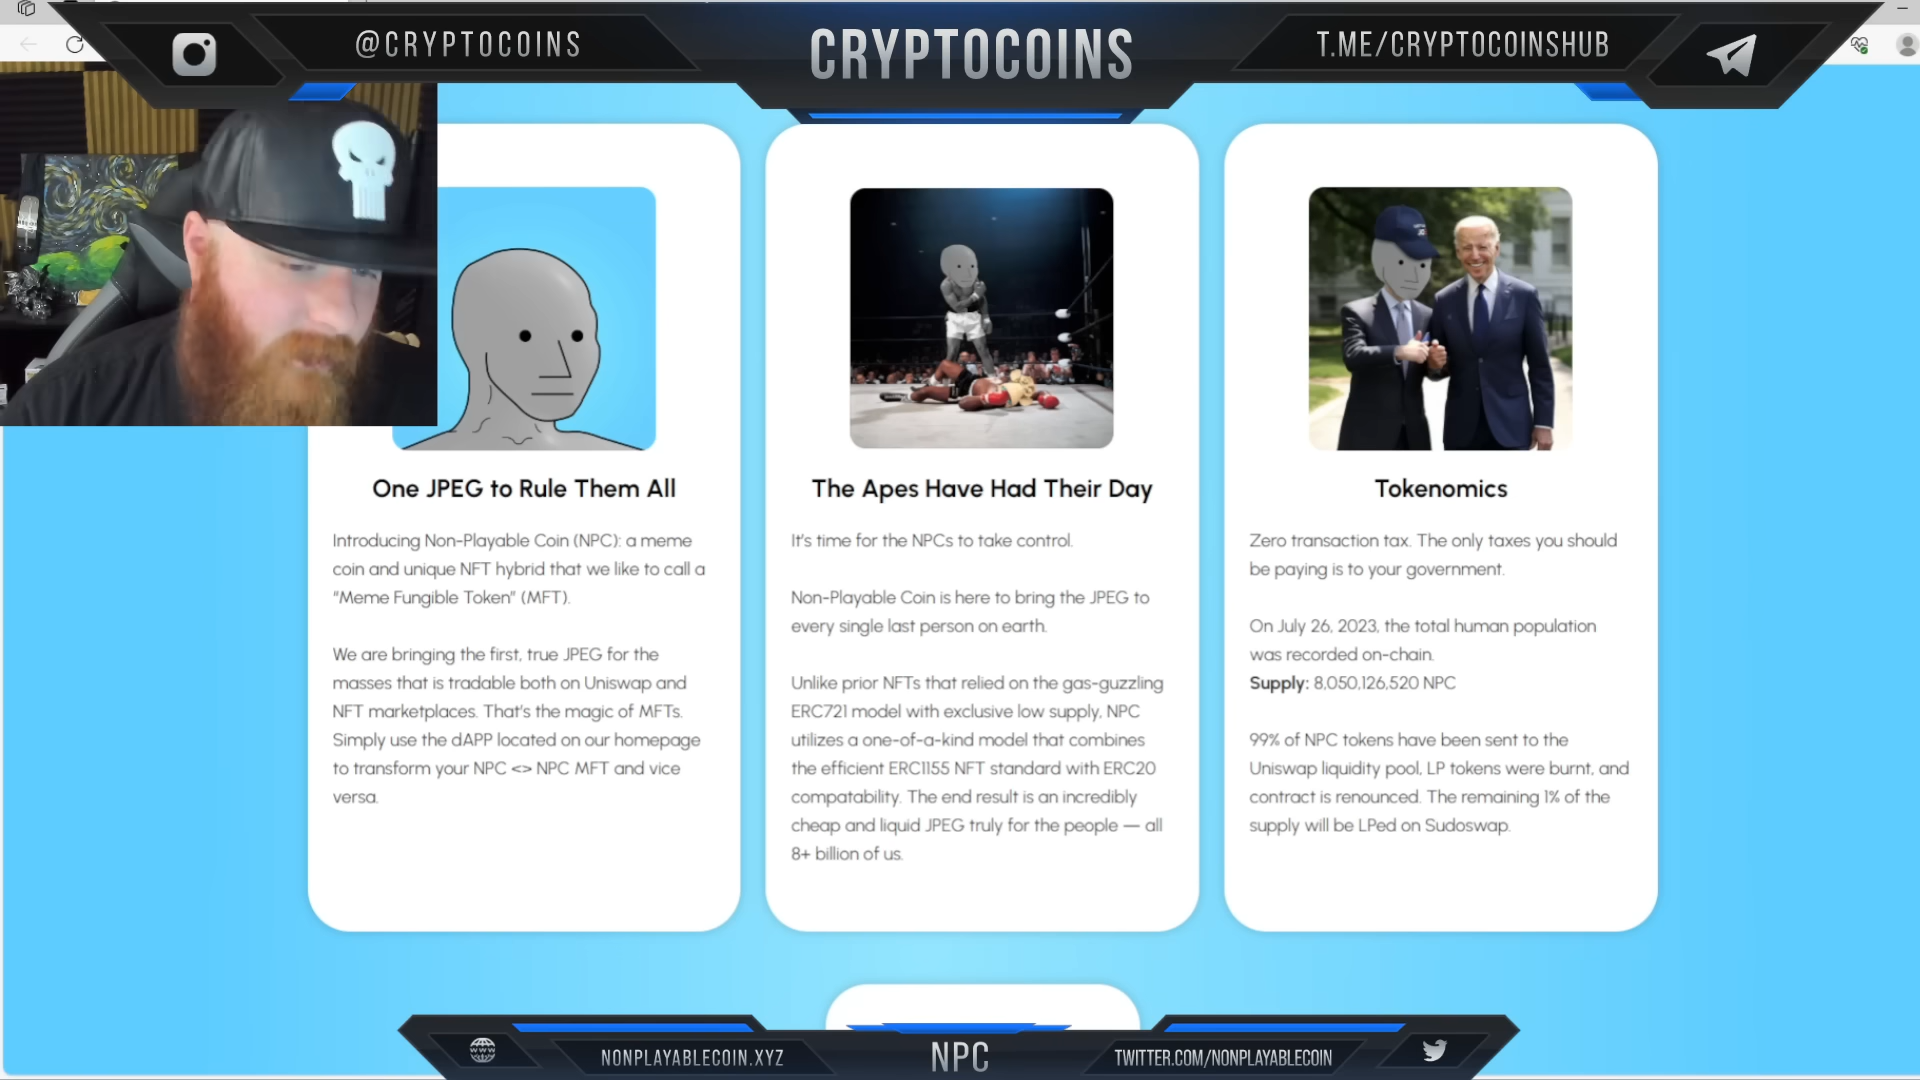 @CRYPTOCOINS
CRYPTOCOINS
T.ME/CRYPTOCOINSHUB
One JPEG to Rule Them All
Introducing Non-Playable Coin (NPC): a meme
coin and unique NFT hybrid that we like to call a
“Meme Fungible Token” (MFT).
We are bringing the first, true JPEG for the
masses that is tradable both on Uniswap and
NFT marketplaces. That's the magic of MFTs.
Simply use the dAPP located on our homepage
to transform your NPC <> NPC MFT and vice
versa.
The Apes Have Had Their Day
It's time for the NPCs to take control.
Non-Playable Coin is here to bring the JPEG to
every single last person on earth.
Unlike prior NFTs that relied on the gas-guzzling
ERC721 model with exclusive low supply, NPC
utilizes a one-of-a-kind model that combines
the efficient ERC1155 NFT standard with ERC20
compatability. The end result is an incredibly
cheap and liquid JPEG truly for the people — all
8+ billion of us.
Tokenomics
Zero transaction tax. The only taxes you should
be paying is to your government.
On July 26, 2023, the total human population
was recorded on-chain.
Supply: 8,050,126,520 NPC
99% of NPC tokens have been sent to the
Uniswap liquidity pool, LP tokens were burnt, and
contract is renounced. The remaining 1% of the
supply will be LPed on Sudoswap.
NONPLAYABLECOIN.XYZ
NPC
TWITTER.COM/NONPLAYABLECOIN